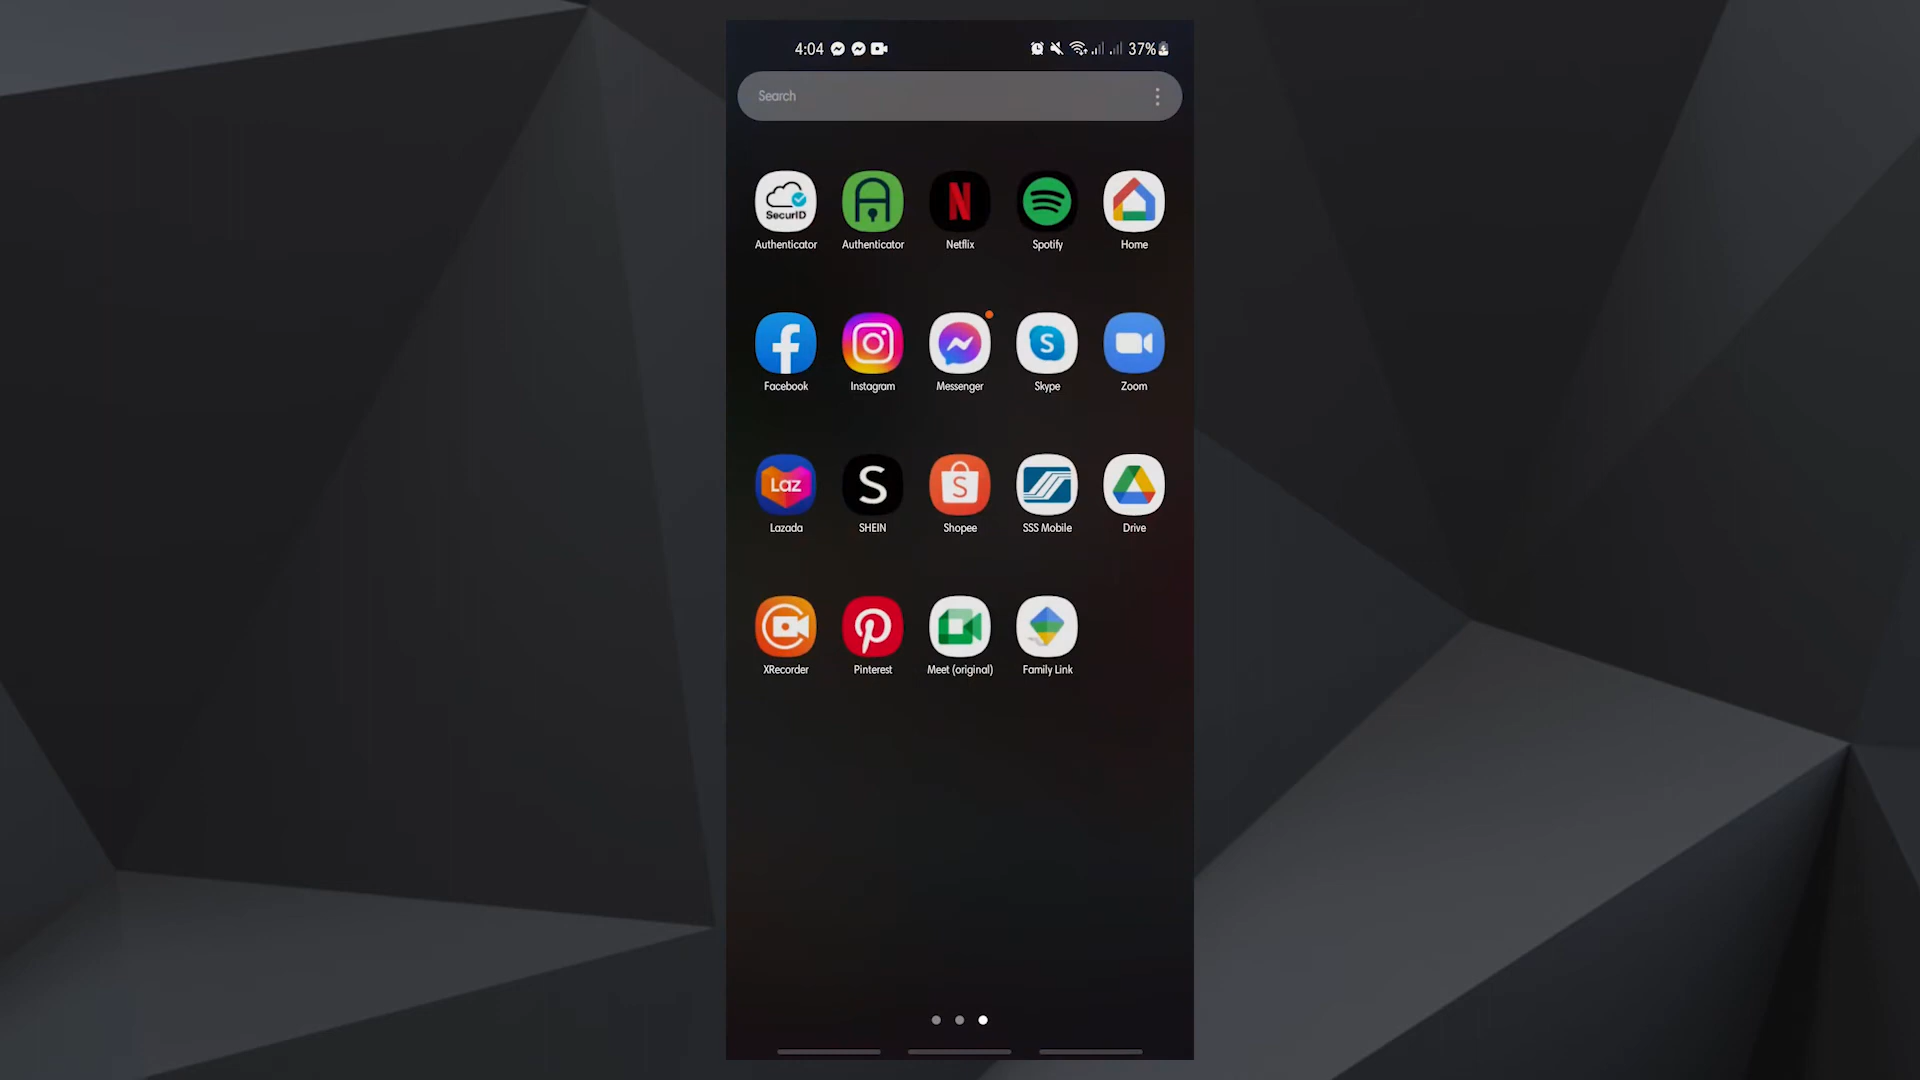 4:04 37%
Search
SecurID
Authenticator Authenticator Netflix Spotify Home
Facebook Instagram Messenger Skype Zoom
Laz
Lazada SHEIN Shopee SSS Mobile Drive
XRecorder Pinterest Meet (original) Family Link